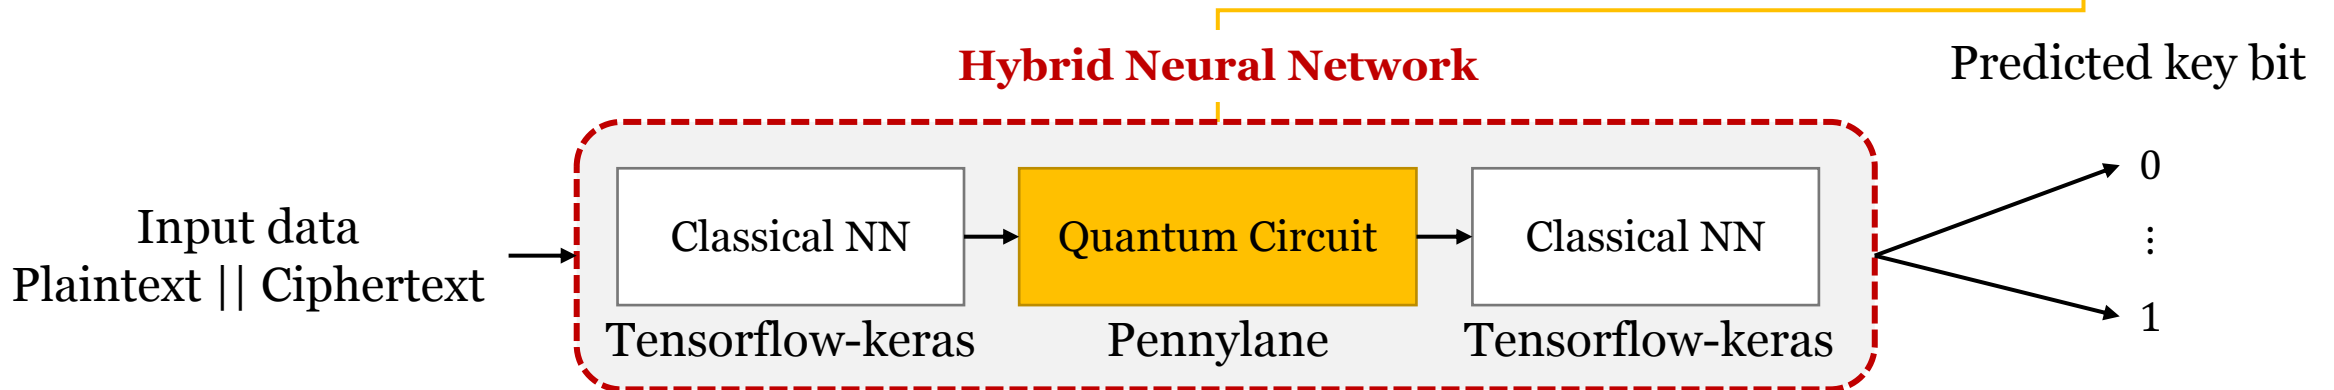 Hybrid Neural Network
Predicted key bit
Input data
Plaintext || Ciphertext
Classical NN
Quantum Circuit
Classical NN
Tensorflow-keras
Pennylane
Tensorflow-keras
0
⋮
1